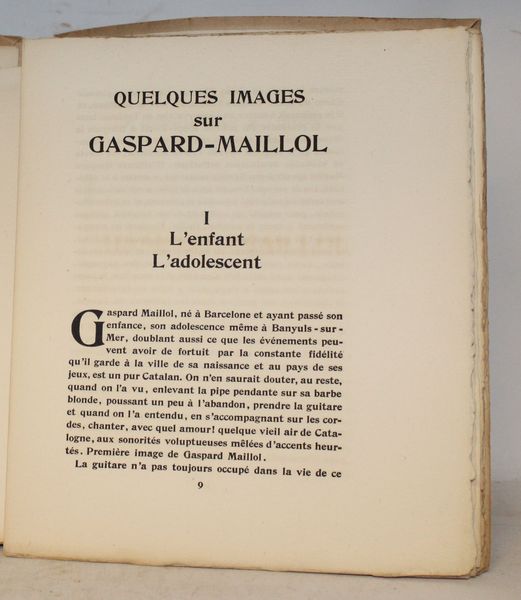 QUELQUES IMAGES
sur
GASPARD-MAILLOL
I
L'enfant
L'adolescent
Gaspard Maillol, né à Barcelone et ayant passé son
enfance, son adolescence même à Banyuls-sur-
Mer, doublant aussi ce que les événements peu-
vent avoir de fortuit par la constante fidélité
qu'il garde à la ville de sa naissance et au pays de ses
jeux, est un pur Catalan. On n'en saurait douter, au reste,
quand on l'a vu, enlevant la pipe pendante sur sa barbe
blonde, poussant un peu à l'abandon, prendre la guitare
et quand on l'a entendu, en s'accompagnant sur les cor-
des, chanter, avec quel amour! quelque vieil air de Cata-
logne, aux sonorités voluptueuses mêlées d'accents heur-
tés. Première image de Gaspard Maillol.
La guitare n'a pas toujours occupé dans la vie de ce
9